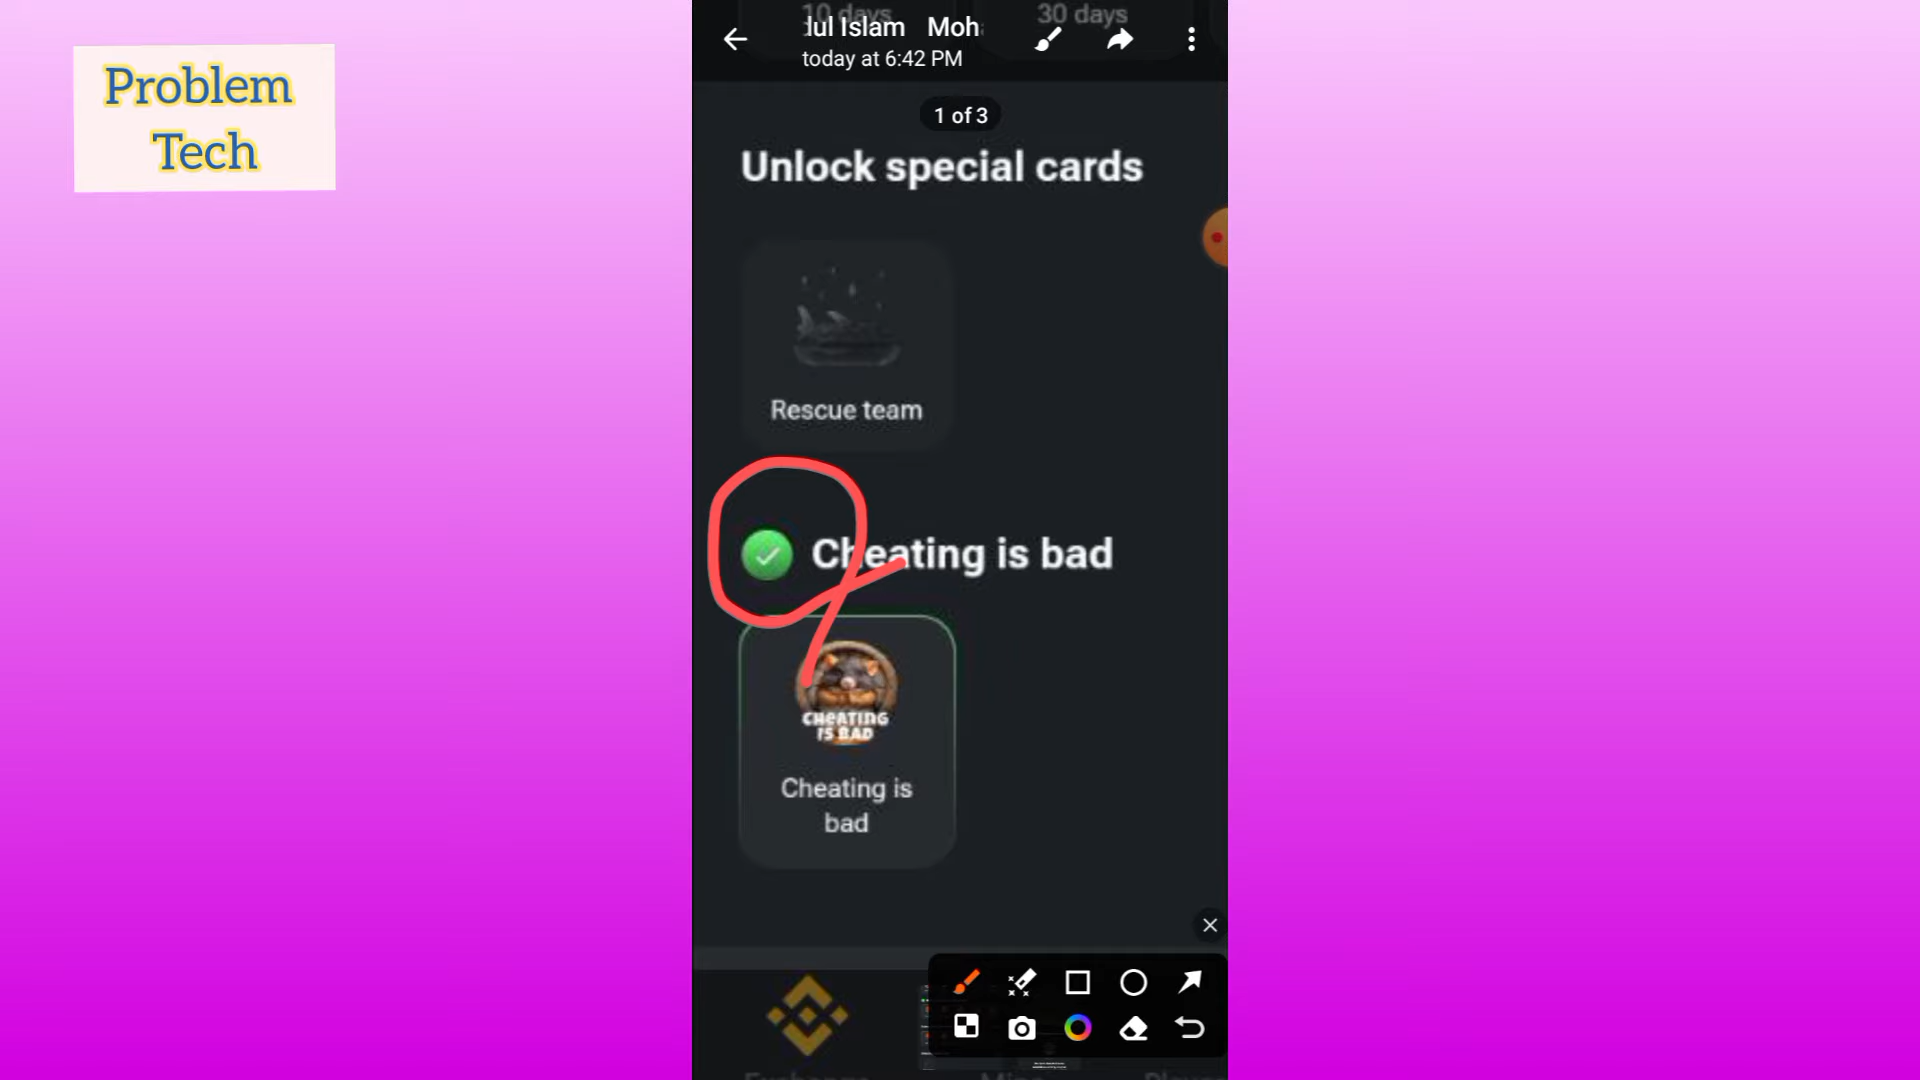 Problem
Tech
10 days
30 days
dul Islam Moh
today at 6:42 PM
1 of 3
Unlock special cards
Rescue team
Cheating is bad
CHEATING
IS BAD
Cheating is
bad